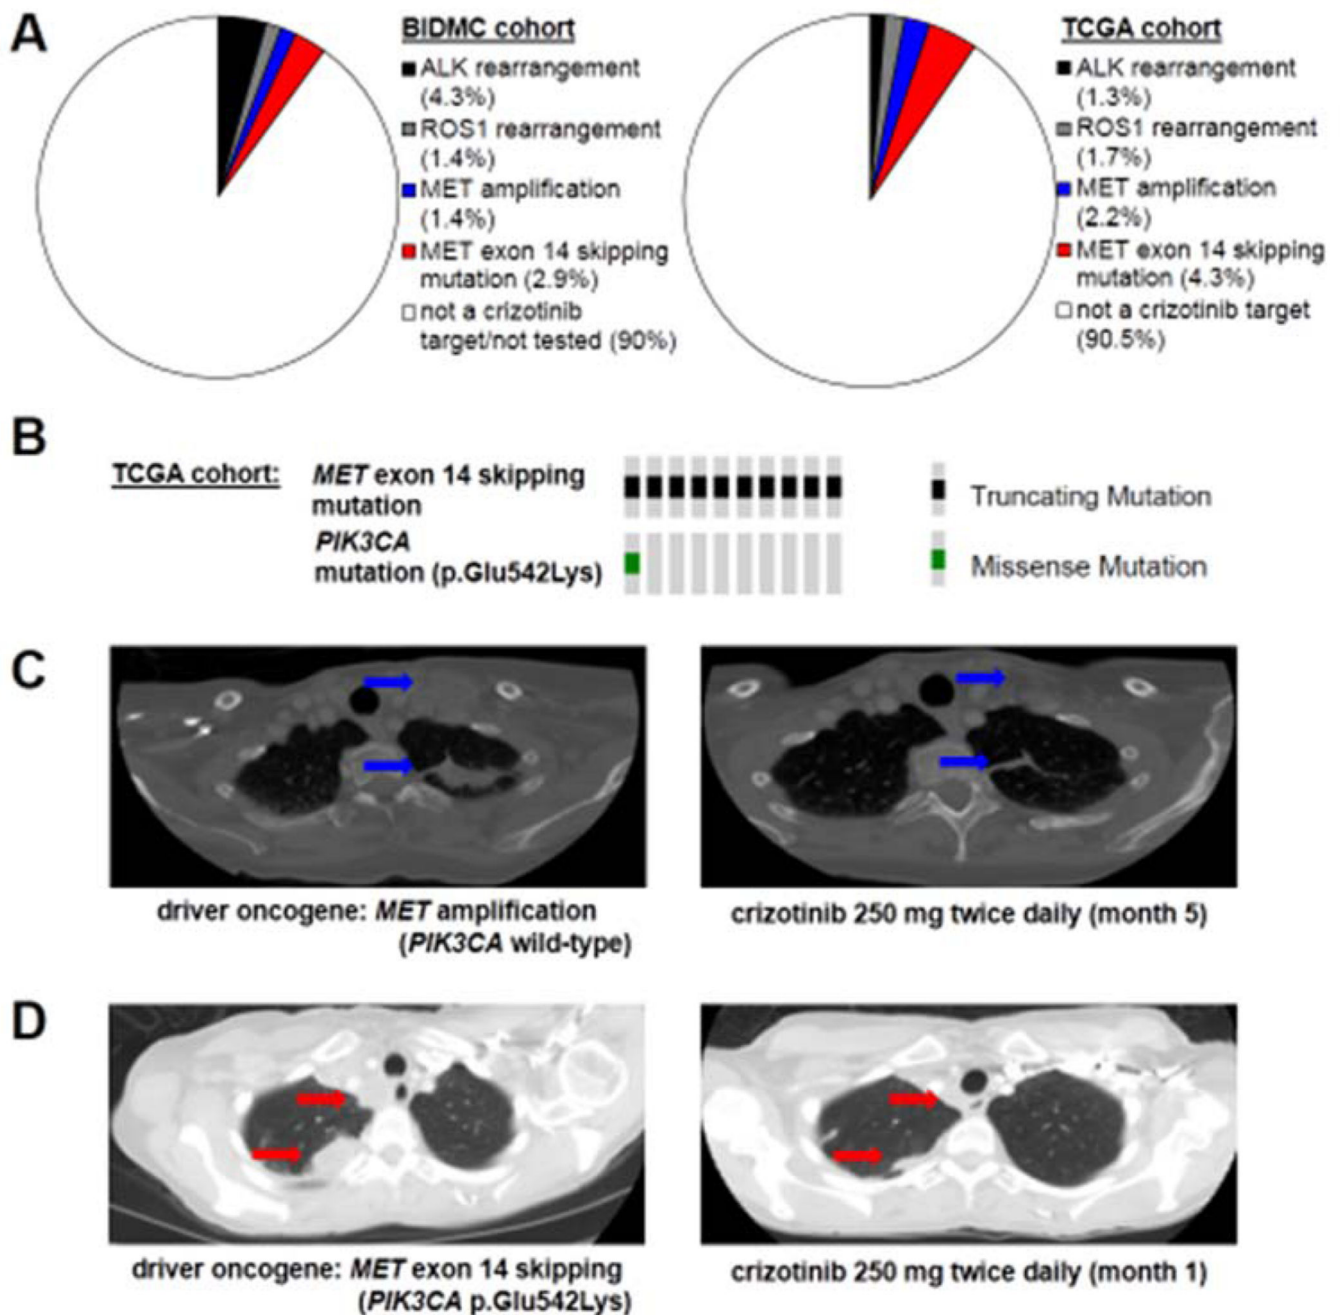 A
BIDMC cohort
ALK rearrangement
(4.3%)
ROS1 rearrangement
(1.4%)
MET amplification
(1.4%)
MET exon 14 skipping
mutation (2.9%)
not a crizotinib
target/not tested (90%)
TCGA cohort
ALK rearrangement
(1.3%)
ROS1 rearrangement
(1.7%)
MET amplification
(2.2%)
MET exon 14 skipping
mutation (4.3%)
not a crizotinib target
(90.5%)
B
TCGA cohort:
MET exon 14 skipping
mutation
PIK3CA
mutation (p.Glu542Lys)
Truncating Mutation
Missense Mutation
C
driver oncogene: MET amplification
(PIK3CA wild-type)
crizotinib 250 mg twice daily (month 5)
D
driver oncogene: MET exon 14 skipping
(PIK3CA p.Glu542Lys)
crizotinib 250 mg twice daily (month 1)